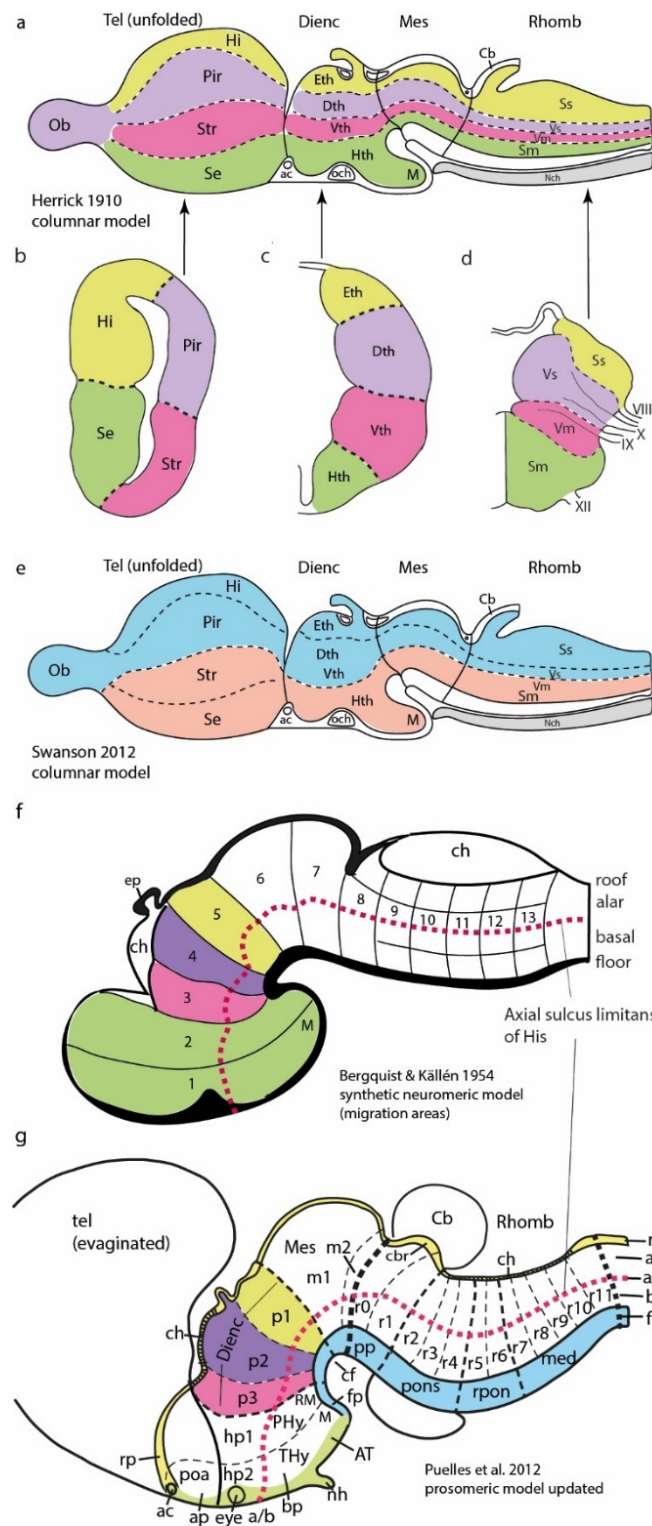 a
Tel (unfolded) Dienc Mes Rhomb
Hi
Pir
Ob
Str
Se
Eth
Dth
Vth
Hth
ac
och
M
Cb
Ss
Vs
Vm
Sm
Nch
Herrick 1910
columnar model
b
Hi
Pir
Se
Str
c
Eth
Dth
Vth
Hth
d
Ss
Vs
Vm
Sm
VIII
X
IX
XII
e
Tel (unfolded) Dienc Mes Rhomb
Hi
Pir
Ob
Str
Se
Eth
Dth
Vth
Hth
ac
och
M
Cb
Ss
Vs
Vm
Sm
Nch
Swanson 2012
columnar model
f
ep
ch
ch
1
2
3
4
5
6
7
8
9
10
11
12
13
M
roof
alar
basal
floor
Axial sulcus limitans
of His
Bergquist & Källén 1954
synthetic neuromeric model
(migration areas)
g
tel
(evaginated)
Mes
m1
m2
Cb
cbr
Rhomb
ch
ch
Dienc
p1
p2
p3
r0
r1
r2
r3
r4
r5
r6
r7
r8
r9
r10
r11
r
a
a
b
f
pp
cf
fp
pons
rpon
med
RM
M
PHy
THy
AT
hp1
hp2
poa
rp
ac
ap
eye
a/b
bp
nh
Puelles et al. 2012
prosomeric model updated